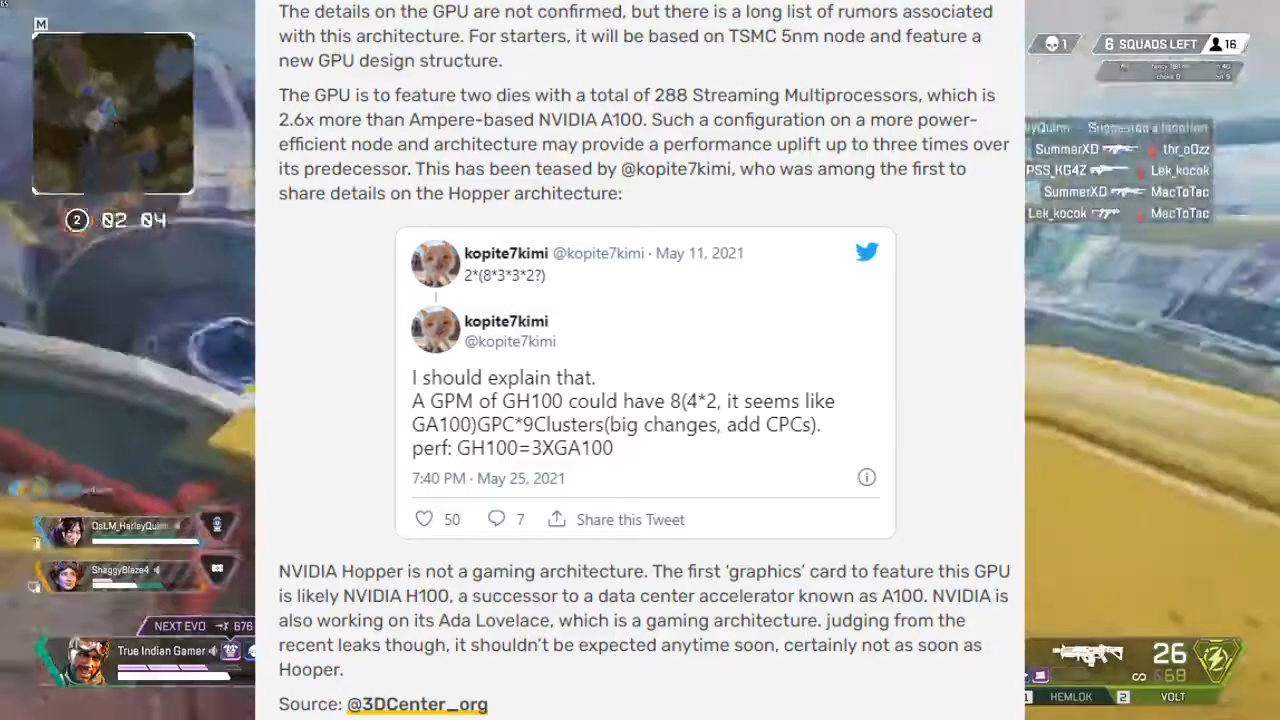 M
The details on the GPU are not confirmed, but there is a long list of rumors associated
with this architecture. For starters, it will be based on TSMC 5nm node and feature a
new GPU design structure.
The GPU is to feature two dies with a total of 288 Streaming Multiprocessors, which is
2.6x more than Ampere-based NVIDIA A100. Such a configuration on a more power-
efficient node and architecture may provide a performance uplift up to three times over
its predecessor. This has been teased by @kopite7kimi, who was among the first to
share details on the Hopper architecture:
2 02 04
kopite7kimi @kopite7kimi · May 11, 2021
2*(8*3*3*2?)
kopite7kimi
@kopite7kimi
I should explain that.
A GPM of GH100 could have 8(4*2, it seems like
GA100)GPC*9Clusters(big changes, add CPCs).
perf: GH100=3XGA100
7:40 PM · May 25, 2021
50 7 Share this Tweet
NVIDIA Hopper is not a gaming architecture. The first ‘graphics’ card to feature this GPU
is likely NVIDIA H100, a successor to a data center accelerator known as A100. NVIDIA is
also working on its Ada Lovelace, which is a gaming architecture. judging from the
recent leaks though, it shouldn’t be expected anytime soon, certainly not as soon as
Hooper.
Source: @3DCenter_org
1 6 SQUADS LEFT 16
Suggested a location
SummerXD thr_oOzz
PSS_KG4Z Lek_kocok
SummerXD MacToTac
Lek_kocok MacToTac
OsLM_HarleyQuinn
ShaggyBlaze4
NEXT EVO 676
True Indian Gamer
26
∞ 68
1 HEMLOK 2 VOLT